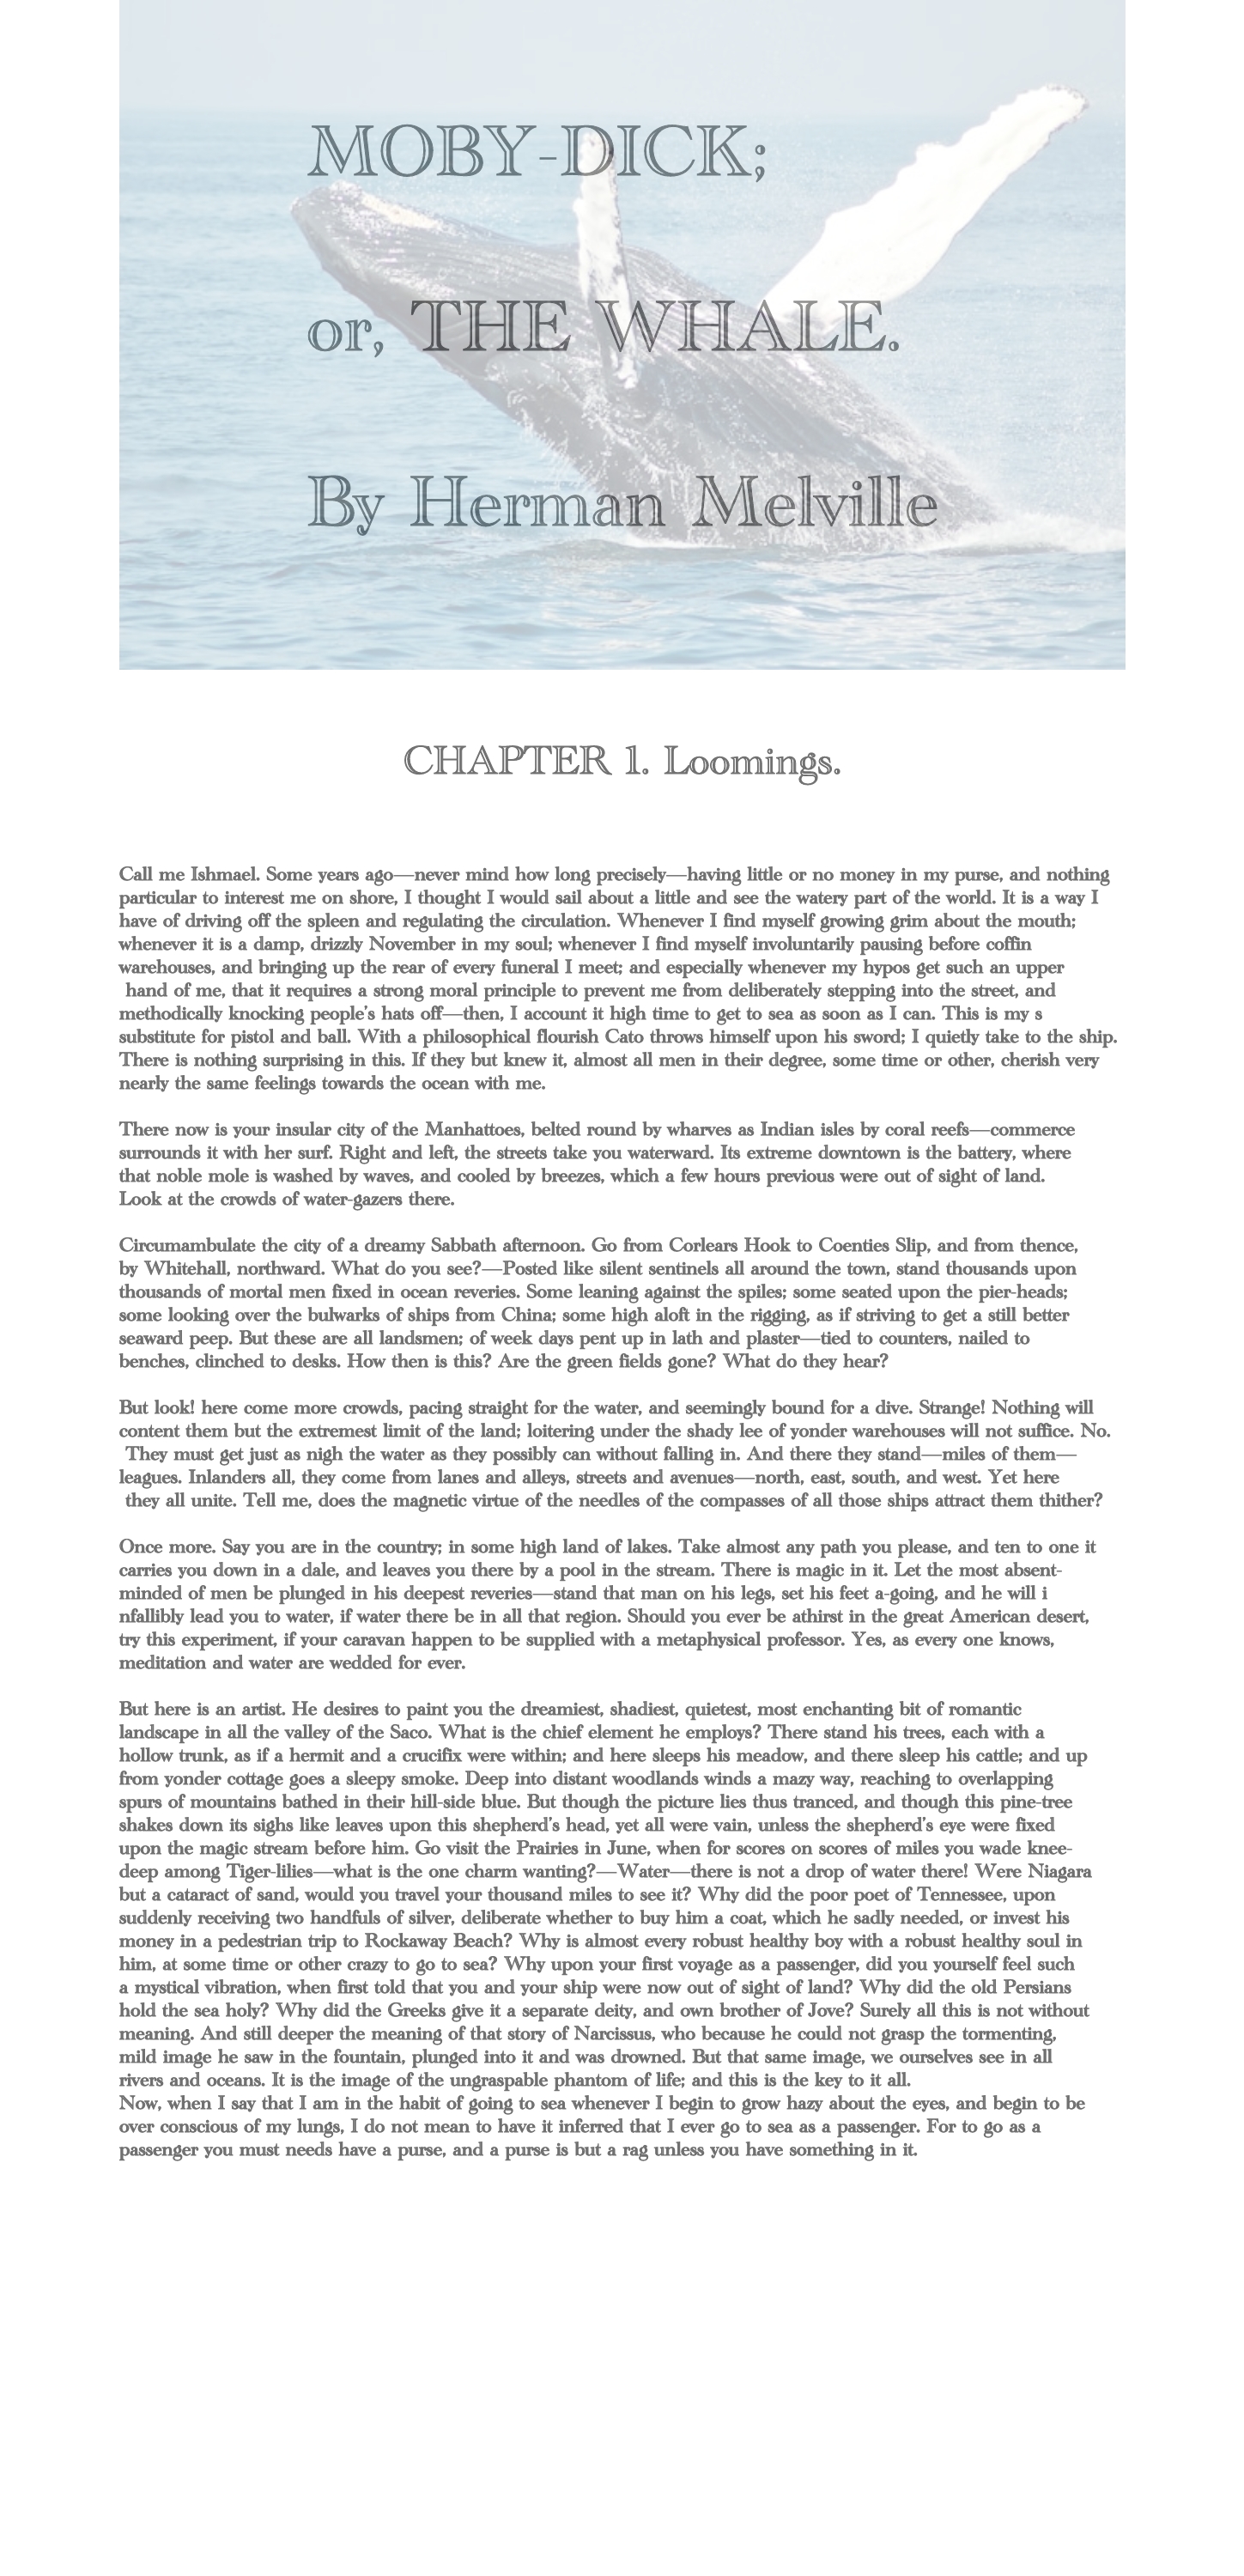 MOBY-DICK;
or, THE WHALE.
By Herman Melville
CHAPTER 1. Loomings.
Call me Ishmael. Some years ago—never mind how long precisely—having little or no money in my purse, and nothing
particular to interest me on shore, I thought I would sail about a little and see the watery part of the world. It is a way I
have of driving off the spleen and regulating the circulation. Whenever I find myself growing grim about the mouth;
whenever it is a damp, drizzly November in my soul; whenever I find myself involuntarily pausing before coffin
warehouses, and bringing up the rear of every funeral I meet; and especially whenever my hypos get such an upper
hand of me, that it requires a strong moral principle to prevent me from deliberately stepping into the street, and
methodically knocking people's hats off—then, I account it high time to get to sea as soon as I can. This is my s
substitute for pistol and ball. With a philosophical flourish Cato throws himself upon his sword; I quietly take to the ship.
There is nothing surprising in this. If they but knew it, almost all men in their degree, some time or other, cherish very
nearly the same feelings towards the ocean with me.
There now is your insular city of the Manhattoes, belted round by wharves as Indian isles by coral reefs—commerce
surrounds it with her surf. Right and left, the streets take you waterward. Its extreme downtown is the battery, where
that noble mole is washed by waves, and cooled by breezes, which a few hours previous were out of sight of land.
Look at the crowds of water-gazers there.
Circumambulate the city of a dreamy Sabbath afternoon. Go from Corlears Hook to Coenties Slip, and from thence,
by Whitehall, northward. What do you see?—Posted like silent sentinels all around the town, stand thousands upon
thousands of mortal men fixed in ocean reveries. Some leaning against the spiles; some seated upon the pier-heads;
some looking over the bulwarks of ships from China; some high aloft in the rigging, as if striving to get a still better
seaward peep. But these are all landsmen; of week days pent up in lath and plaster—tied to counters, nailed to
benches, clinched to desks. How then is this? Are the green fields gone? What do they hear?
But look! here come more crowds, pacing straight for the water, and seemingly bound for a dive. Strange! Nothing will
content them but the extremest limit of the land; loitering under the shady lee of yonder warehouses will not suffice. No.
They must get just as nigh the water as they possibly can without falling in. And there they stand—miles of them—
leagues. Inlanders all, they come from lanes and alleys, streets and avenues—north, east, south, and west. Yet here
they all unite. Tell me, does the magnetic virtue of the needles of the compasses of all those ships attract them thither?
Once more. Say you are in the country; in some high land of lakes. Take almost any path you please, and ten to one it
carries you down in a dale, and leaves you there by a pool in the stream. There is magic in it. Let the most absent-
minded of men be plunged in his deepest reveries—stand that man on his legs, set his feet a-going, and he will i
nfallibly lead you to water, if water there be in all that region. Should you ever be athirst in the great American desert,
try this experiment, if your caravan happen to be supplied with a metaphysical professor. Yes, as every one knows,
meditation and water are wedded for ever.
But here is an artist. He desires to paint you the dreamiest, shadiest, quietest, most enchanting bit of romantic
landscape in all the valley of the Saco. What is the chief element he employs? There stand his trees, each with a
hollow trunk, as if a hermit and a crucifix were within; and here sleeps his meadow, and there sleep his cattle; and up
from yonder cottage goes a sleepy smoke. Deep into distant woodlands winds a mazy way, reaching to overlapping
spurs of mountains bathed in their hill-side blue. But though the picture lies thus tranced, and though this pine-tree
shakes down its sighs like leaves upon this shepherd's head, yet all were vain, unless the shepherd's eye were fixed
upon the magic stream before him. Go visit the Prairies in June, when for scores on scores of miles you wade knee-
deep among Tiger-lilies—what is the one charm wanting?—Water—there is not a drop of water there! Were Niagara
but a cataract of sand, would you travel your thousand miles to see it? Why did the poor poet of Tennessee, upon
suddenly receiving two handfuls of silver, deliberate whether to buy him a coat, which he sadly needed, or invest his
money in a pedestrian trip to Rockaway Beach? Why is almost every robust healthy boy with a robust healthy soul in
him, at some time or other crazy to go to sea? Why upon your first voyage as a passenger, did you yourself feel such
a mystical vibration, when first told that you and your ship were now out of sight of land? Why did the old Persians
hold the sea holy? Why did the Greeks give it a separate deity, and own brother of Jove? Surely all this is not without
meaning. And still deeper the meaning of that story of Narcissus, who because he could not grasp the tormenting,
mild image he saw in the fountain, plunged into it and was drowned. But that same image, we ourselves see in all
rivers and oceans. It is the image of the ungraspable phantom of life; and this is the key to it all.
Now, when I say that I am in the habit of going to sea whenever I begin to grow hazy about the eyes, and begin to be
over conscious of my lungs, I do not mean to have it inferred that I ever go to sea as a passenger. For to go as a
passenger you must needs have a purse, and a purse is but a rag unless you have something in it.